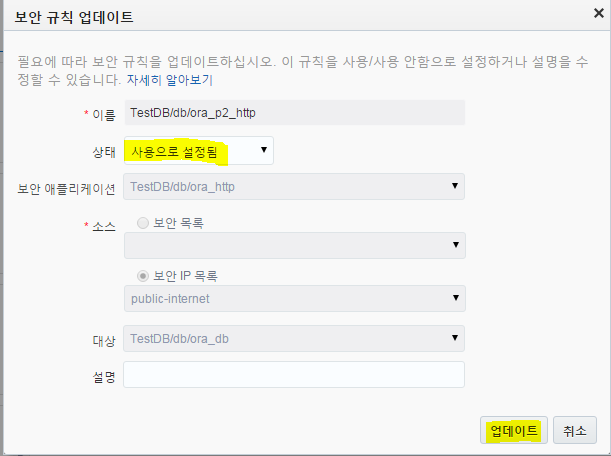 보안 규칙 업데이트
필요에 따라 보안 규칙을 업데이트하십시오. 이 규칙을 사용/사용 안함으로 설정하거나 설명을 수
정할 수 있습니다. 자세히 알아보기
* 이름 TestDB/db/ora_p2_http
상태 사용으로 설정됨
보안 애플리케이션 TestDB/db/ora_http
* 소스 보안 목록
보안 IP 목록
public-internet
대상 TestDB/db/ora_db
설명
업데이트 취소